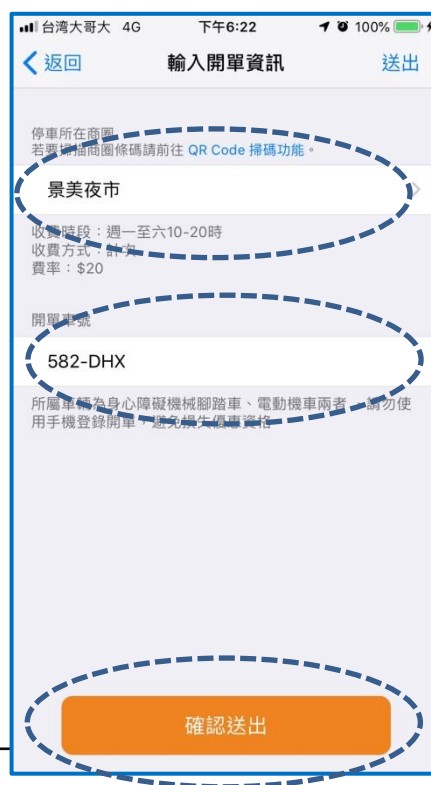 台湾大哥大 4G 下午6:22 100%
返回 輸入開單資訊 送出
停車所在商圈
若要掃描商圈條碼請前往 QR Code 掃碼功能。
景美夜市
收費時段：週一至六10-20時
收費方式：計次
費率：$20
開單車號
582-DHX
所屬車輛為身心障礙機械腳踏車、電動機車兩者，請勿使
用手機登錄開單，避免損失優惠資格
確認送出